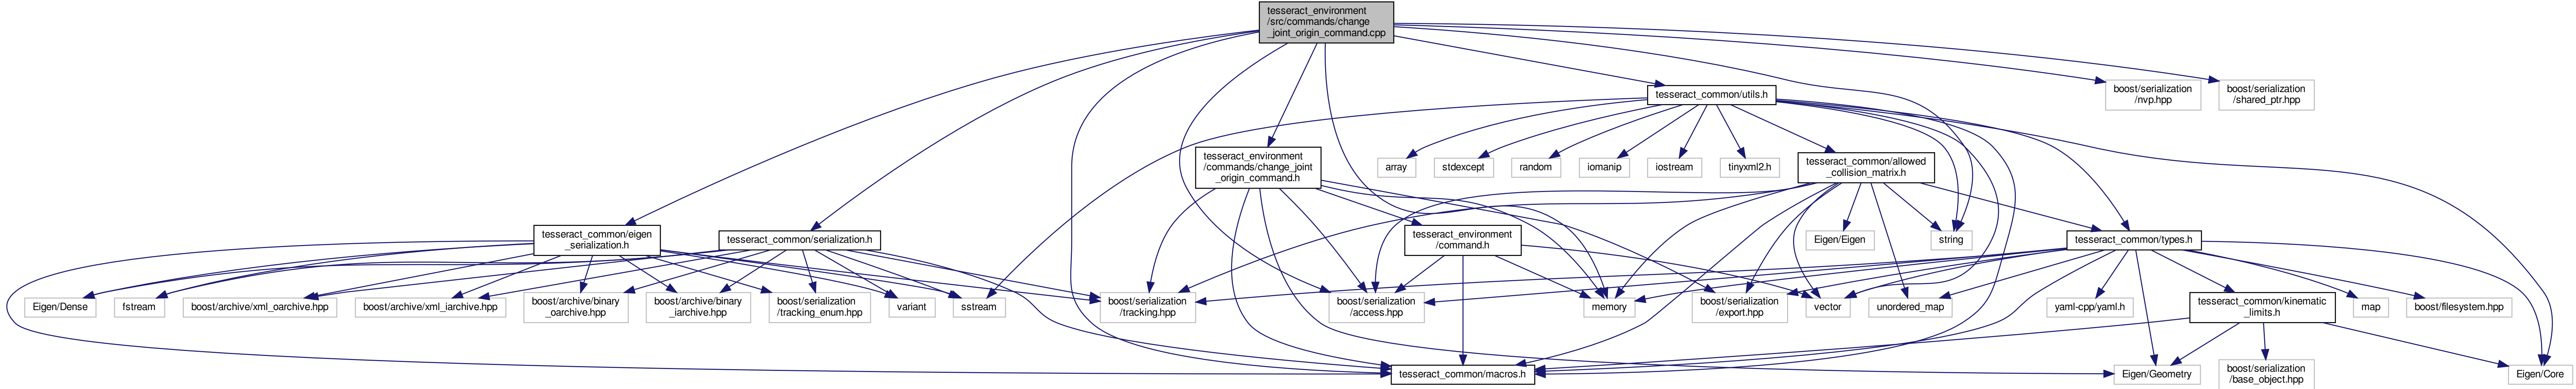 tesseract_environment
/src/commands/change
_joint_origin_command.cpp
boost/serialization
/nvp.hpp
boost/serialization
/shared_ptr.hpp
tesseract_common/utils.h
tesseract_environment
/commands/change_joint
_origin_command.h
array
stdexcept
random
iomanip
iostream
tinyxml2.h
tesseract_common/allowed
_collision_matrix.h
tesseract_common/eigen
_serialization.h
tesseract_common/serialization.h
tesseract_environment
/command.h
Eigen/Eigen
string
tesseract_common/types.h
Eigen/Dense
fstream
boost/archive/xml_oarchive.hpp
boost/archive/xml_iarchive.hpp
boost/archive/binary
_oarchive.hpp
boost/archive/binary
_iarchive.hpp
boost/serialization
/tracking_enum.hpp
variant
sstream
boost/serialization
/tracking.hpp
boost/serialization
/access.hpp
memory
boost/serialization
/export.hpp
vector
unordered_map
yaml-cpp/yaml.h
tesseract_common/kinematic
_limits.h
map
boost/filesystem.hpp
tesseract_common/macros.h
Eigen/Geometry
boost/serialization
/base_object.hpp
Eigen/Core